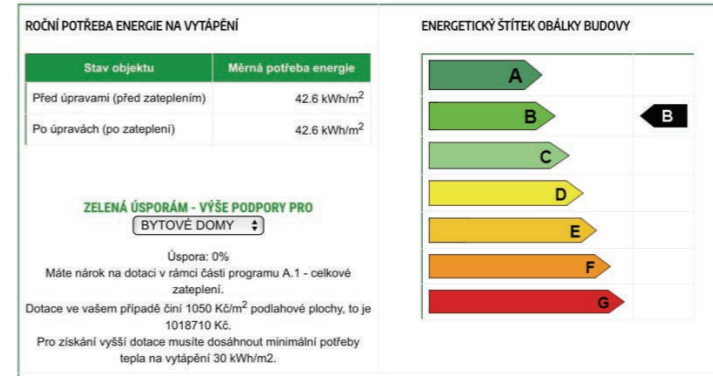 ROČNÍ POTŘEBA ENERGIE NA VYTÁPĚNÍ
Stav objektu Měrná potřeba energie
Před úpravami (před zateplením) 42.6 kWh/m²
Po úpravách (po zateplení) 42.6 kWh/m²
ZELENÁ ÚSPORÁM - VÝŠE PODPORY PRO
BYTOVÉ DOMY
Úspora: 0%
Máte nárok na dotaci v rámci části programu A.1 - celkové
zateplení.
Dotace ve vašem případě činí 1050 Kč/m² podlahové plochy, to je
1018710 Kč.
Pro získání vyšší dotace musíte dosáhnout minimální potřeby
tepla na vytápění 30 kWh/m2.
ENERGETICKÝ ŠTÍTEK OBÁLKY BUDOVY
A
B B
C
D
E
F
G